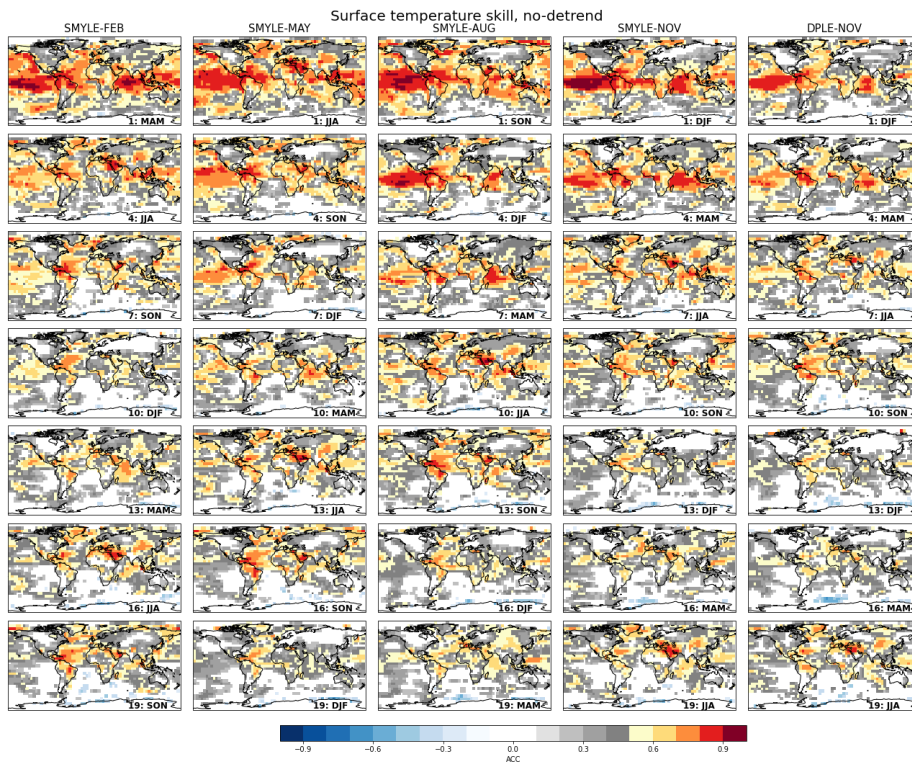 Surface temperature skill, no-detrend
SMYLE-FEB SMYLE-MAY SMYLE-AUG SMYLE-NOV DPLE-NOV
1: MAM 1: JJA 1: SON 1: DJF 1: DJF
4: JJA 4: SON 4: DJF 4: MAM 4: MAM
7: SON 7: DJF 7: MAM 7: JJA 7: JJA
10: DJF 10: MAM 10: JJA 10: SON 10: SON
13: MAM 13: JJA 13: SON 13: DJF 13: DJF
16: JJA 16: SON 16: DJF 16: MAM 16: MAM
19: SON 19: DJF 19: MAM 19: JJA 19: JJA
−0.9 −0.6 −0.3 0.0 0.3 0.6 0.9
ACC